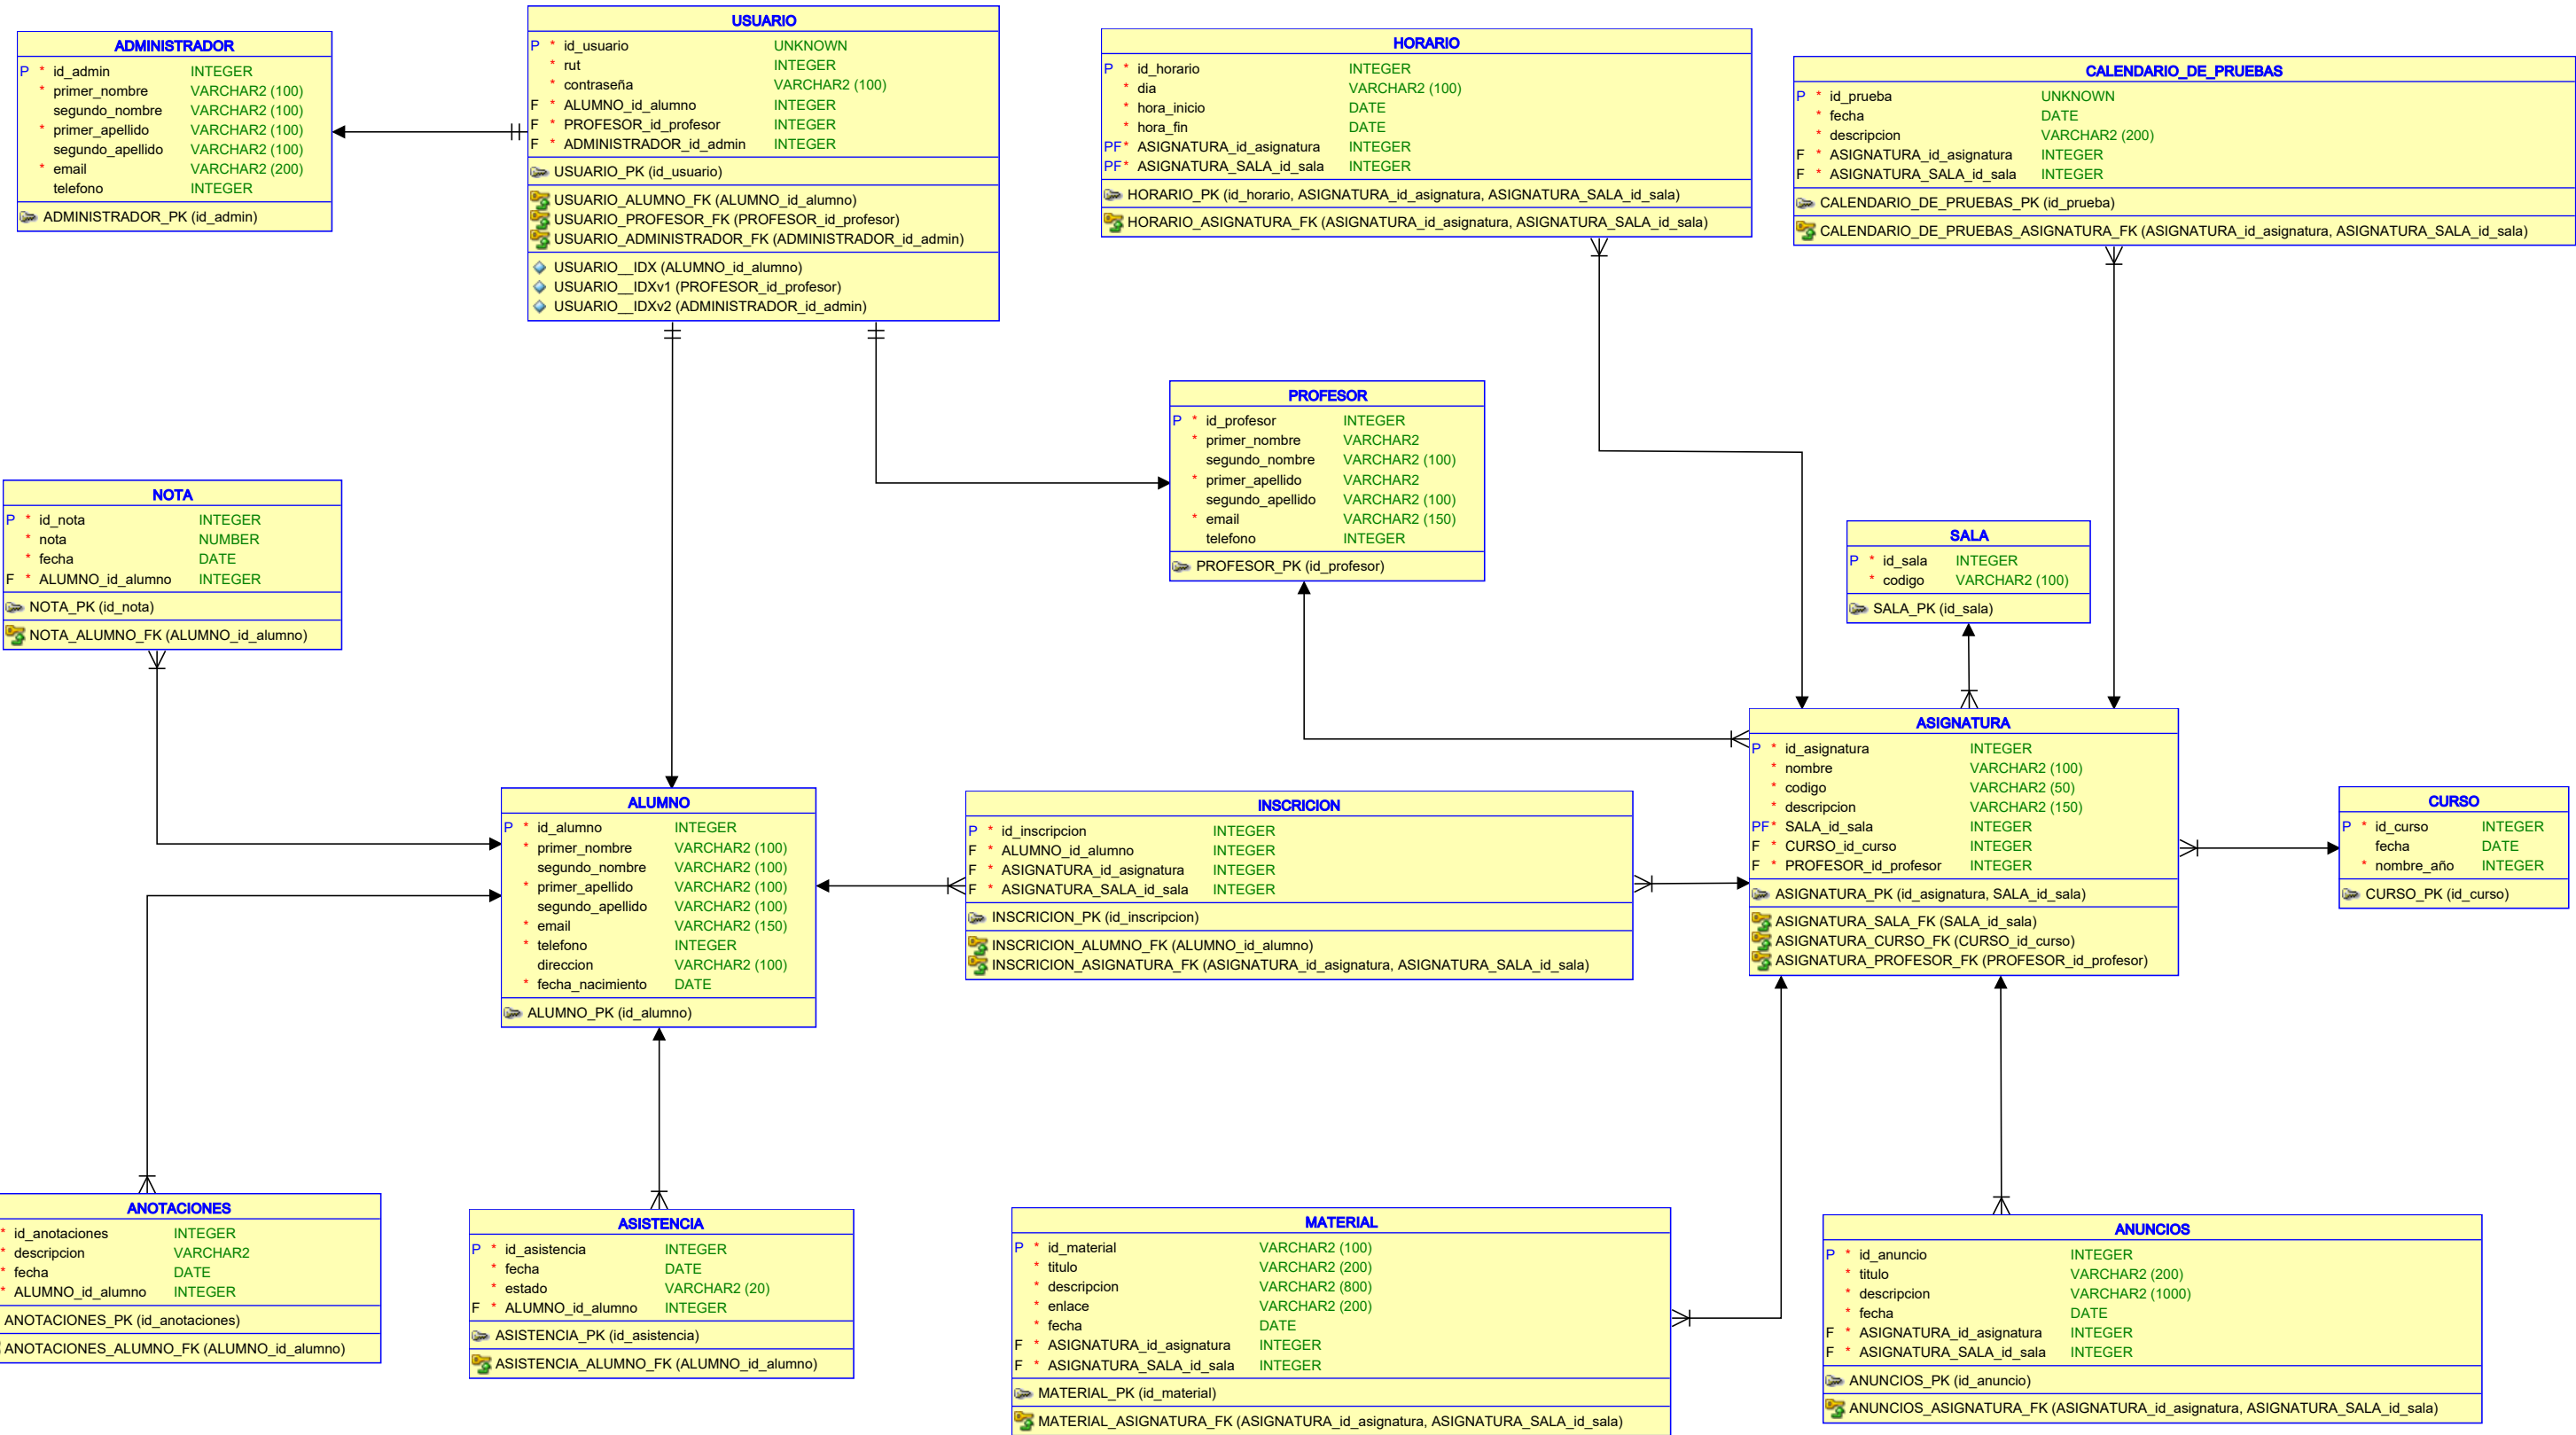 ADMINISTRADOR
P * id_admin INTEGER
* primer_nombre VARCHAR2 (100)
segundo_nombre VARCHAR2 (100)
* primer_apellido VARCHAR2 (100)
segundo_apellido VARCHAR2 (100)
* email VARCHAR2 (200)
telefono INTEGER
ADMINISTRADOR_PK (id_admin)
USUARIO
P * id_usuario UNKNOWN
* rut INTEGER
* contraseña VARCHAR2 (100)
F * ALUMNO_id_alumno INTEGER
F * PROFESOR_id_profesor INTEGER
F * ADMINISTRADOR_id_admin INTEGER
USUARIO_PK (id_usuario)
USUARIO_ALUMNO_FK (ALUMNO_id_alumno)
USUARIO_PROFESOR_FK (PROFESOR_id_profesor)
USUARIO_ADMINISTRADOR_FK (ADMINISTRADOR_id_admin)
USUARIO__IDX (ALUMNO_id_alumno)
USUARIO__IDXv1 (PROFESOR_id_profesor)
USUARIO__IDXv2 (ADMINISTRADOR_id_admin)
HORARIO
P * id_horario INTEGER
* dia VARCHAR2 (100)
* hora_inicio DATE
* hora_fin DATE
PF* ASIGNATURA_id_asignatura INTEGER
PF* ASIGNATURA_SALA_id_sala INTEGER
HORARIO_PK (id_horario, ASIGNATURA_id_asignatura, ASIGNATURA_SALA_id_sala)
HORARIO_ASIGNATURA_FK (ASIGNATURA_id_asignatura, ASIGNATURA_SALA_id_sala)
CALENDARIO_DE_PRUEBAS
P * id_prueba UNKNOWN
* fecha DATE
* descripcion VARCHAR2 (200)
F * ASIGNATURA_id_asignatura INTEGER
F * ASIGNATURA_SALA_id_sala INTEGER
CALENDARIO_DE_PRUEBAS_PK (id_prueba)
CALENDARIO_DE_PRUEBAS_ASIGNATURA_FK (ASIGNATURA_id_asignatura, ASIGNATURA_SALA_id_sala)
PROFESOR
P * id_profesor INTEGER
* primer_nombre VARCHAR2
segundo_nombre VARCHAR2 (100)
* primer_apellido VARCHAR2
segundo_apellido VARCHAR2 (100)
* email VARCHAR2 (150)
telefono INTEGER
PROFESOR_PK (id_profesor)
NOTA
P * id_nota INTEGER
* nota NUMBER
* fecha DATE
F * ALUMNO_id_alumno INTEGER
NOTA_PK (id_nota)
NOTA_ALUMNO_FK (ALUMNO_id_alumno)
SALA
P * id_sala INTEGER
* codigo VARCHAR2 (100)
SALA_PK (id_sala)
ASIGNATURA
P * id_asignatura INTEGER
* nombre VARCHAR2 (100)
* codigo VARCHAR2 (50)
* descripcion VARCHAR2 (150)
PF* SALA_id_sala INTEGER
F * CURSO_id_curso INTEGER
F * PROFESOR_id_profesor INTEGER
ASIGNATURA_PK (id_asignatura, SALA_id_sala)
ASIGNATURA_SALA_FK (SALA_id_sala)
ASIGNATURA_CURSO_FK (CURSO_id_curso)
ASIGNATURA_PROFESOR_FK (PROFESOR_id_profesor)
ALUMNO
P * id_alumno INTEGER
* primer_nombre VARCHAR2 (100)
segundo_nombre VARCHAR2 (100)
* primer_apellido VARCHAR2 (100)
segundo_apellido VARCHAR2 (100)
* email VARCHAR2 (150)
* telefono INTEGER
direccion VARCHAR2 (100)
* fecha_nacimiento DATE
ALUMNO_PK (id_alumno)
INSCRICION
P * id_inscripcion INTEGER
F * ALUMNO_id_alumno INTEGER
F * ASIGNATURA_id_asignatura INTEGER
F * ASIGNATURA_SALA_id_sala INTEGER
INSCRICION_PK (id_inscripcion)
INSCRICION_ALUMNO_FK (ALUMNO_id_alumno)
INSCRICION_ASIGNATURA_FK (ASIGNATURA_id_asignatura, ASIGNATURA_SALA_id_sala)
CURSO
P * id_curso INTEGER
fecha DATE
* nombre_año INTEGER
CURSO_PK (id_curso)
ANOTACIONES
* id_anotaciones INTEGER
* descripcion VARCHAR2
* fecha DATE
* ALUMNO_id_alumno INTEGER
ANOTACIONES_PK (id_anotaciones)
ANOTACIONES_ALUMNO_FK (ALUMNO_id_alumno)
ASISTENCIA
P * id_asistencia INTEGER
* fecha DATE
* estado VARCHAR2 (20)
F * ALUMNO_id_alumno INTEGER
ASISTENCIA_PK (id_asistencia)
ASISTENCIA_ALUMNO_FK (ALUMNO_id_alumno)
MATERIAL
P * id_material VARCHAR2 (100)
* titulo VARCHAR2 (200)
* descripcion VARCHAR2 (800)
* enlace VARCHAR2 (200)
* fecha DATE
F * ASIGNATURA_id_asignatura INTEGER
F * ASIGNATURA_SALA_id_sala INTEGER
MATERIAL_PK (id_material)
MATERIAL_ASIGNATURA_FK (ASIGNATURA_id_asignatura, ASIGNATURA_SALA_id_sala)
ANUNCIOS
P * id_anuncio INTEGER
* titulo VARCHAR2 (200)
* descripcion VARCHAR2 (1000)
* fecha DATE
F * ASIGNATURA_id_asignatura INTEGER
F * ASIGNATURA_SALA_id_sala INTEGER
ANUNCIOS_PK (id_anuncio)
ANUNCIOS_ASIGNATURA_FK (ASIGNATURA_id_asignatura, ASIGNATURA_SALA_id_sala)